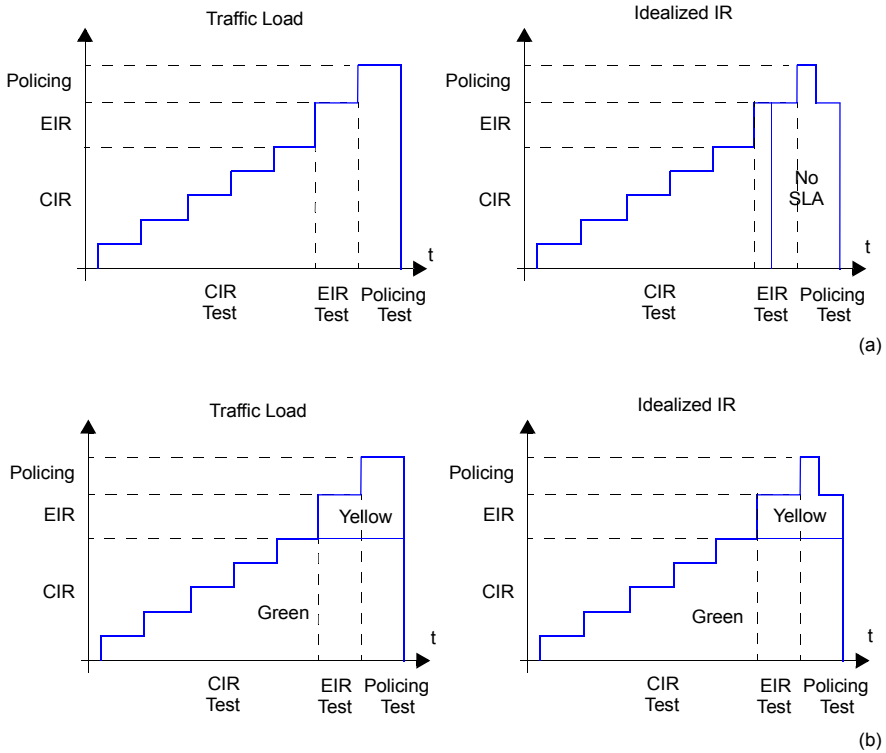 Traffic Load
Policing
EIR
CIR
t
CIR
Test
EIR
Test
Policing
Test
Idealized IR
Policing
EIR
CIR
No
SLA
t
CIR
Test
EIR
Test
Policing
Test
(a)
Traffic Load
Policing
EIR
Yellow
CIR
Green
t
CIR
Test
EIR
Test
Policing
Test
Idealized IR
Policing
EIR
Yellow
CIR
Green
t
CIR
Test
EIR
Test
Policing
Test
(b)